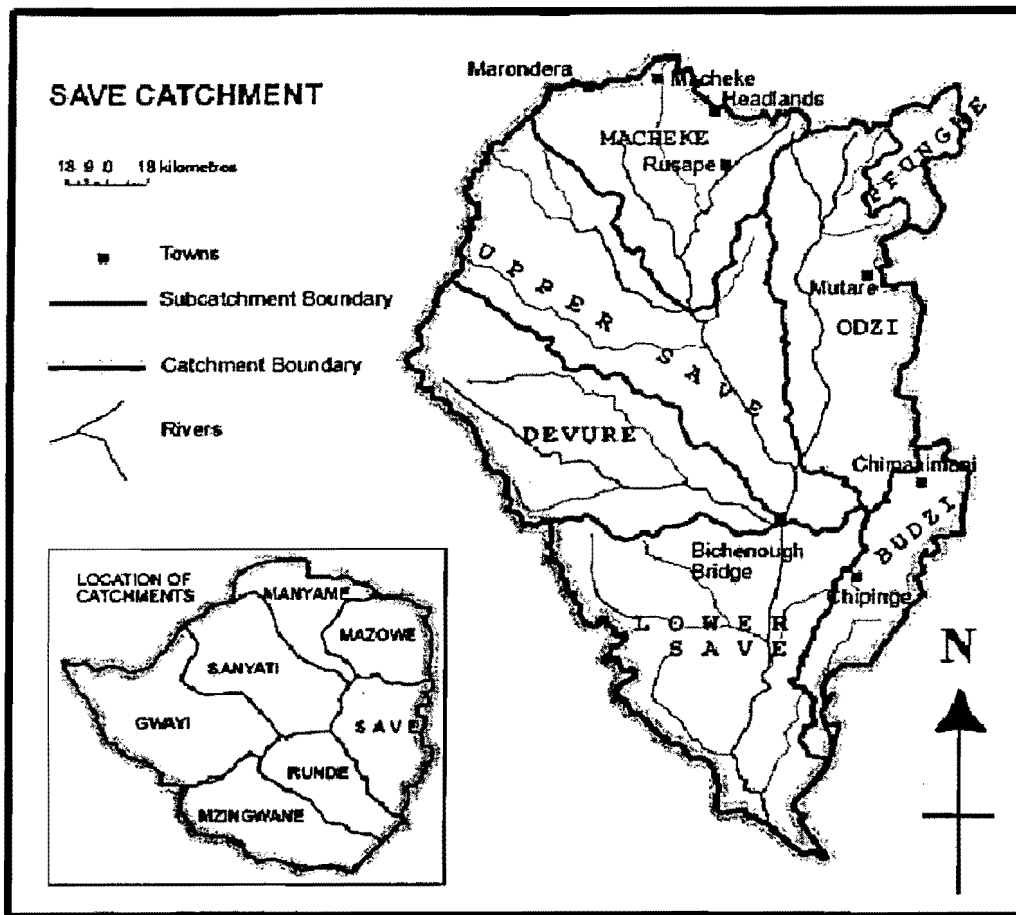 SAVE CATCHMENT
18 9 0 18 kilometres
Towns
Subcatchment Boundary
Catchment Boundary
Rivers
Marondera
Macheke
Headlands
MACHEKE
Rusape
UPPER SAVE
Mutare
ODZI
DEVURE
Chimanimani
BUDZI
Bichenough
Bridge
Chipinge
LOWER
SAVE
N
LOCATION OF
CATCHMENTS
MANYAME
MAZOWE
SANYATI
GWAYI
SAVE
RUNDE
MZINGWANE